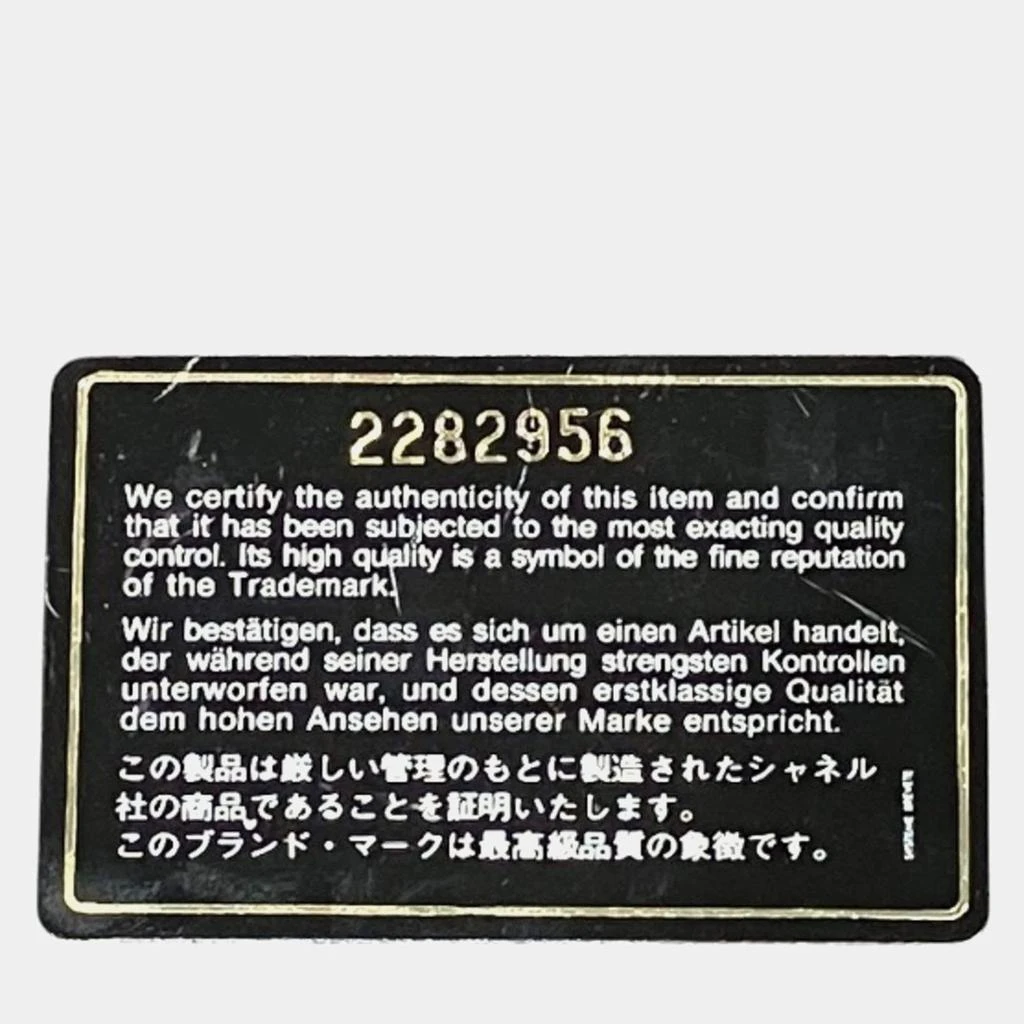 2282956
We certify the authenticity of this item and confirm
that it has been subjected to the most exacting quality
control. Its high quality is a symbol of the fine reputation
of the Trademark.
Wir bestätigen, dass es sich um einen Artikel handelt,
der während seiner Herstellung strengsten Kontrollen
unterworfen war, und dessen erstklassige Qualität
dem hohen Ansehen unserer Marke entspricht.
この製品は厳しい管理のもとに製造されたシャネル
社の商品であることを証明いたします。
このブランド・マークは最高級品質の象徴です。